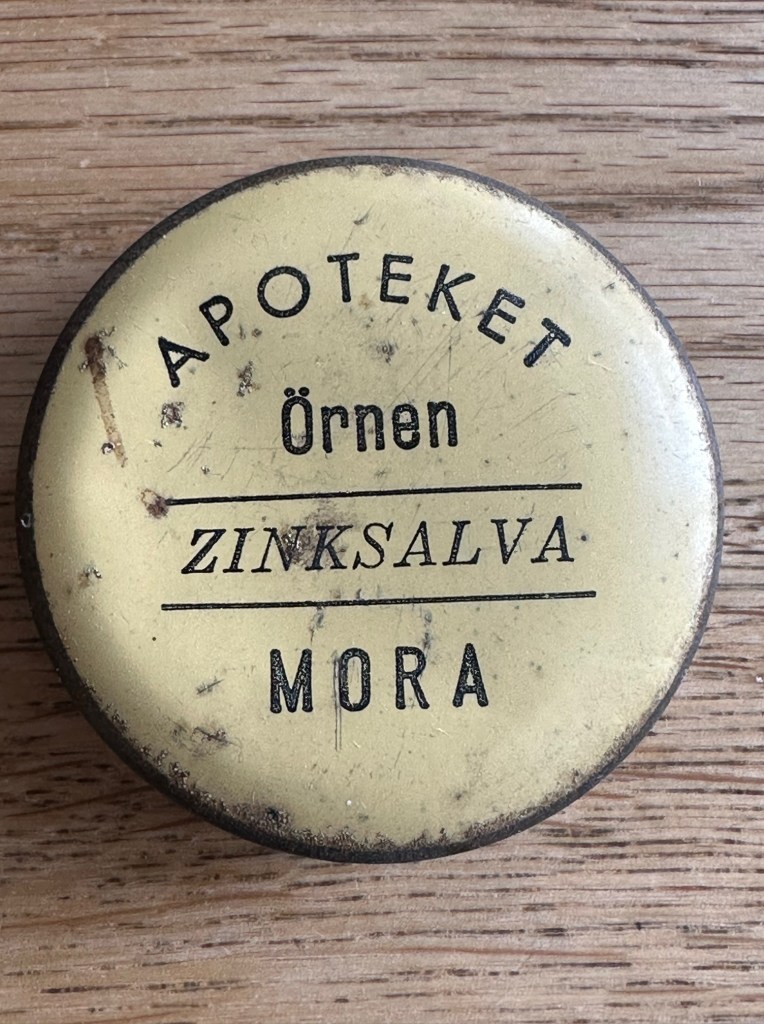 APOTEKET
Örnen
ZINKSALVA
MORA